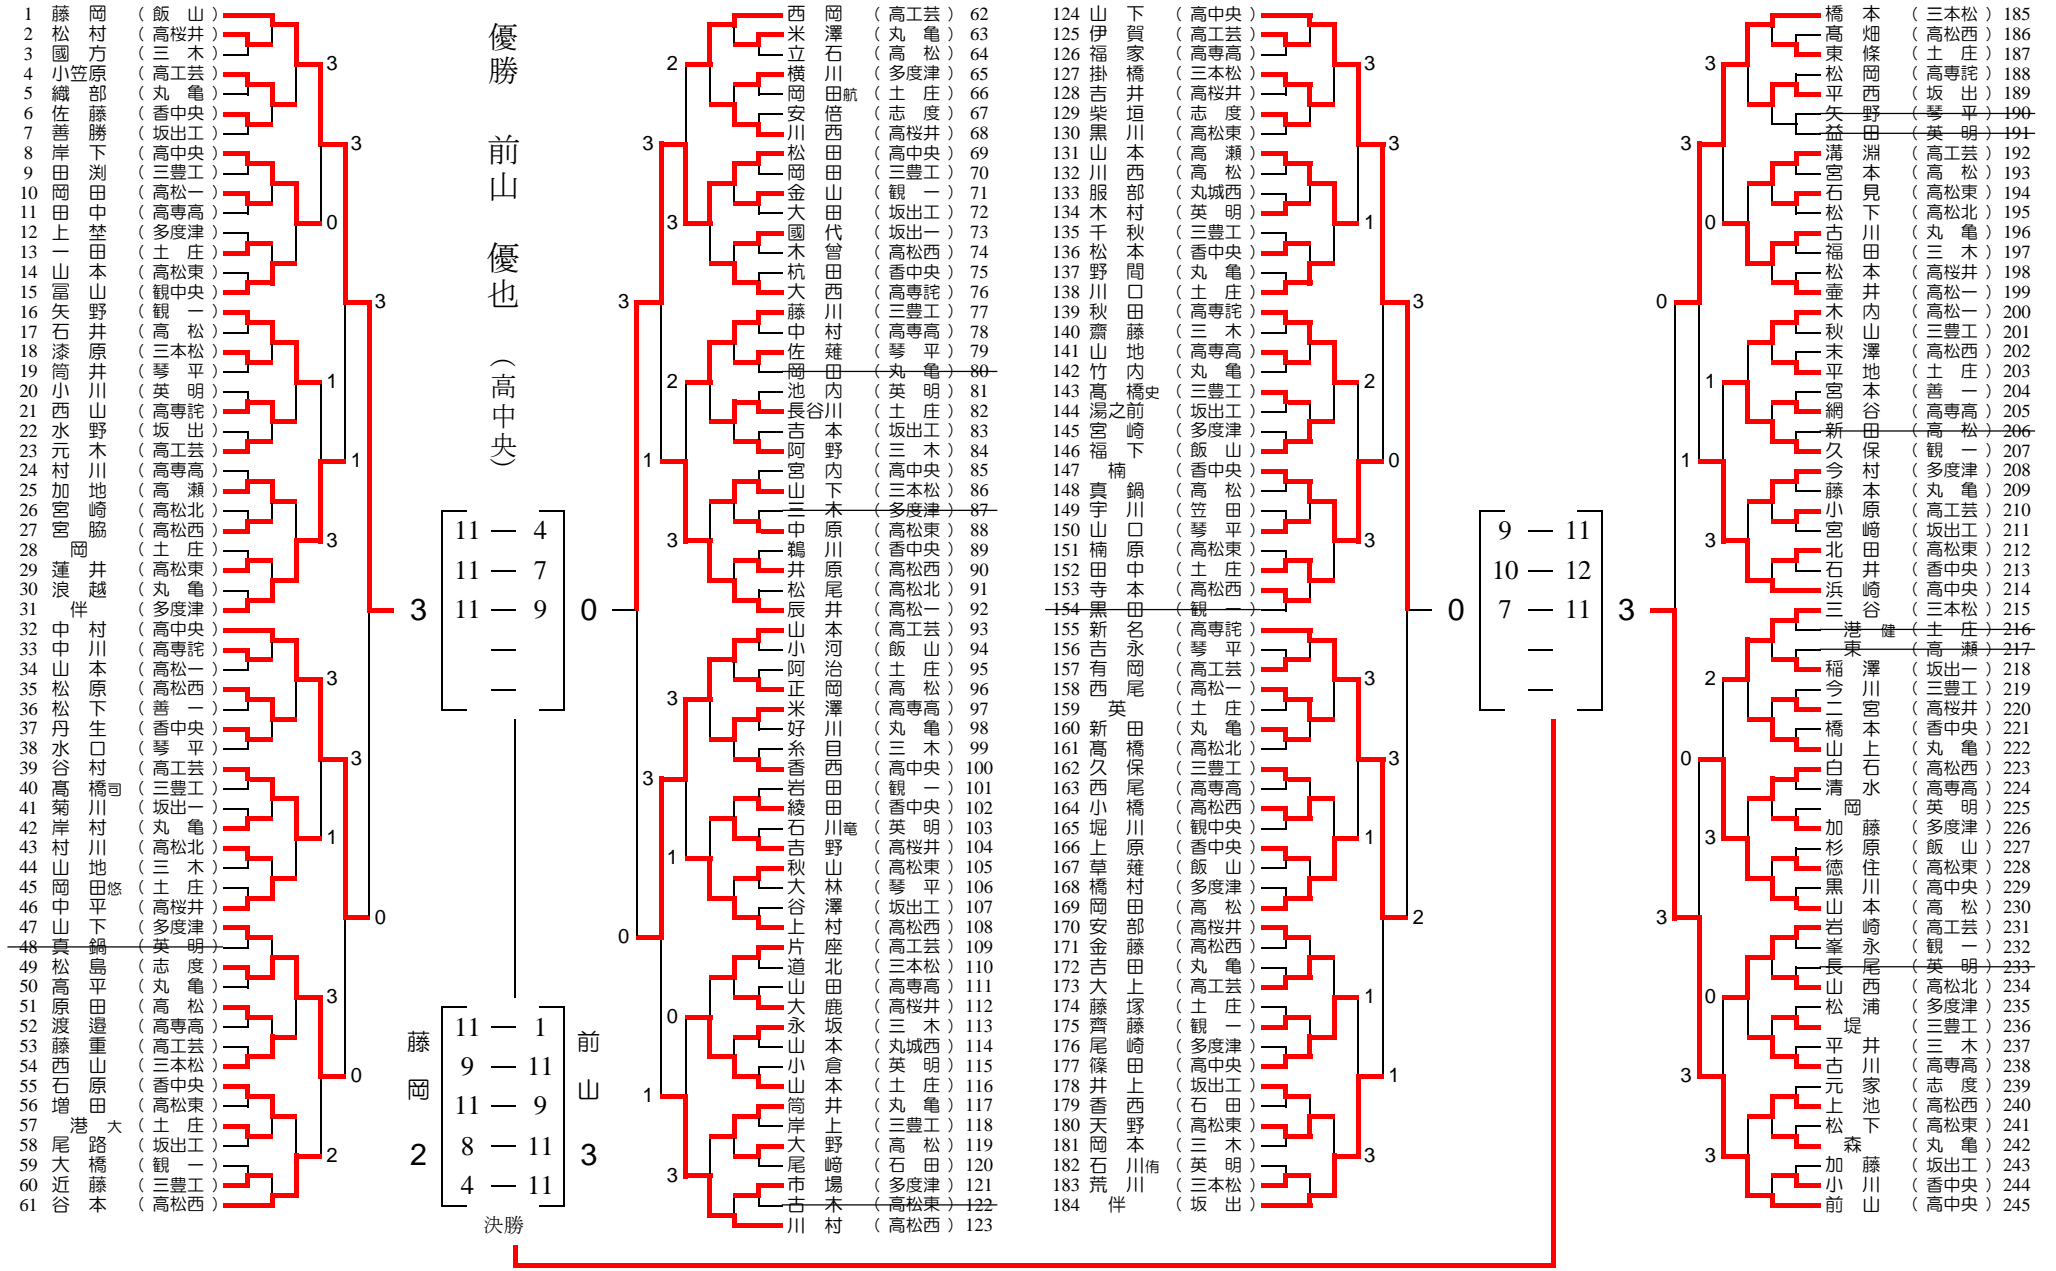 1 藤岡 (飯山)
2 松村 (高桜井)
3 國方 (三木)
4 小笠原 (高工芸)
5 織部 (丸亀)
6 佐藤 (香中央)
7 善勝 (坂出工)
8 岸下 (高中央)
9 田渕 (三豊工)
10 岡田 (高松一)
11 田中 (高専高)
12 上埜 (多度津)
13 一田 (土庄)
14 山本 (高松東)
15 冨山 (観中央)
16 矢野 (観一)
17 石井 (高松)
18 漆原 (三本松)
19 筒井 (琴平)
20 小川 (英明)
21 西山 (高専詫)
22 水野 (坂出)
23 元木 (高工芸)
24 村川 (高専高)
25 加地 (高瀬)
26 宮崎 (高松北)
27 宮脇 (高松西)
28 岡 (土庄)
29 蓮井 (高松東)
30 浪越 (丸亀)
31 伴 (多度津)
32 中村 (高中央)
33 中川 (高専詫)
34 山本 (高松一)
35 松原 (高松西)
36 松下 (善一)
37 丹生 (香中央)
38 水口 (琴平)
39 谷村 (高工芸)
40 髙橋司 (三豊工)
41 菊川 (坂出一)
42 岸村 (丸亀)
43 村川 (高松北)
44 山地 (三木)
45 岡田悠 (土庄)
46 中平 (高桜井)
47 山下 (多度津)
48 真鍋 (英明)
49 松島 (志度)
50 高平 (丸亀)
51 原田 (高松)
52 渡邉 (高専高)
53 藤重 (高工芸)
54 西山 (三本松)
55 石原 (香中央)
56 増田 (高松東)
57 港大 (土庄)
58 尾路 (坂出工)
59 大橋 (観一)
60 近藤 (三豊工)
61 谷本 (高松西)
3
0
3
1
3
1
3
3
3
1
3
0
3
2
0
優勝 前山 優也 (高中央)
3 0
11 — 4
11 — 7
11 — 9
—
—
藤岡 2
前山 3
11 — 1
9 — 11
11 — 9
8 — 11
4 — 11
決勝
西岡 (高工芸) 62
米澤 (丸亀) 63
立石 (高松) 64
横川 (多度津) 65
岡田航 (土庄) 66
安倍 (志度) 67
川西 (高桜井) 68
松田 (高中央) 69
岡田 (三豊工) 70
金山 (観一) 71
大田 (坂出工) 72
國代 (坂出一) 73
木曾 (高松西) 74
杭田 (香中央) 75
大西 (高専詫) 76
藤川 (三豊工) 77
中村 (高専高) 78
佐薙 (琴平) 79
岡田 (丸亀) 80
池内 (英明) 81
長谷川 (土庄) 82
吉本 (坂出工) 83
阿野 (三木) 84
宮内 (高中央) 85
山下 (三本松) 86
三木 (多度津) 87
中原 (高松東) 88
鵜川 (香中央) 89
井原 (高松西) 90
松尾 (高松北) 91
辰井 (高松一) 92
山本 (高工芸) 93
小河 (飯山) 94
阿治 (土庄) 95
正岡 (高松) 96
米澤 (高専高) 97
好川 (丸亀) 98
糸目 (三木) 99
香西 (高中央) 100
岩田 (観一) 101
綾田 (香中央) 102
石川竜 (英明) 103
吉野 (高桜井) 104
秋山 (高松東) 105
大林 (琴平) 106
谷澤 (坂出工) 107
上村 (高松西) 108
片座 (高工芸) 109
道北 (三本松) 110
山田 (高専高) 111
大鹿 (高桜井) 112
永坂 (三木) 113
山本 (丸城西) 114
小倉 (英明) 115
山本 (土庄) 116
筒井 (丸亀) 117
岸上 (三豊工) 118
大野 (高松) 119
尾﨑 (石田) 120
市場 (多度津) 121
古木 (高松東) 122
川村 (高松西) 123
2
3
3
3
2
1
3
3
3
1
0
0
1
3
124 山下 (高中央)
125 伊賀 (高工芸)
126 福家 (高専高)
127 掛橋 (三本松)
128 吉井 (高桜井)
129 柴垣 (志度)
130 黒川 (高松東)
131 山本 (高瀬)
132 川西 (高松)
133 服部 (丸城西)
134 木村 (英明)
135 千秋 (三豊工)
136 松本 (香中央)
137 野間 (丸亀)
138 川口 (土庄)
139 秋田 (高専詫)
140 齋藤 (三木)
141 山地 (高専高)
142 竹内 (丸亀)
143 髙橋史 (三豊工)
144 湯之前 (坂出工)
145 宮崎 (多度津)
146 福下 (飯山)
147 楠 (香中央)
148 真鍋 (高松)
149 宇川 (笠田)
150 山口 (琴平)
151 楠原 (高松東)
152 田中 (土庄)
153 寺本 (高松西)
154 黒田 (観一)
155 新名 (高専詫)
156 吉永 (琴平)
157 有岡 (高工芸)
158 西尾 (高松一)
159 英 (土庄)
160 新田 (丸亀)
161 髙橋 (高松北)
162 久保 (三豊工)
163 西尾 (高専高)
164 小橋 (高松西)
165 堀川 (観中央)
166 上原 (香中央)
167 草薙 (飯山)
168 橋村 (多度津)
169 岡田 (高松)
170 安部 (高桜井)
171 金藤 (高松西)
172 吉田 (丸亀)
173 大上 (高工芸)
174 藤塚 (土庄)
175 齊藤 (観一)
176 尾崎 (多度津)
177 篠田 (高中央)
178 井上 (坂出工)
179 香西 (石田)
180 天野 (高松東)
181 岡本 (三木)
182 石川侑 (英明)
183 荒川 (三本松)
184 伴 (坂出)
3
3
1
3
2
0
3
3
3
1
2
1
1
3
0 3
9 — 11
10 — 12
7 — 11
—
—
橋本 (三本松) 185
髙畑 (高松西) 186
東條 (土庄) 187
松岡 (高専詫) 188
平西 (坂出) 189
矢野 (琴平) 190
益田 (英明) 191
溝淵 (高工芸) 192
宮本 (高松) 193
石見 (高松東) 194
松下 (高松北) 195
古川 (丸亀) 196
福田 (三木) 197
松本 (高桜井) 198
壷井 (高松一) 199
木内 (高松一) 200
秋山 (三豊工) 201
末澤 (高松西) 202
平地 (土庄) 203
宮本 (善一) 204
網谷 (高専高) 205
新田 (高松) 206
久保 (観一) 207
今村 (多度津) 208
藤本 (丸亀) 209
小原 (高工芸) 210
宮﨑 (坂出工) 211
北田 (高松東) 212
石井 (香中央) 213
浜崎 (高中央) 214
三谷 (三本松) 215
港健 (土庄) 216
東 (高瀬) 217
稲澤 (坂出一) 218
今川 (三豊工) 219
二宮 (高桜井) 220
橋本 (香中央) 221
山上 (丸亀) 222
白石 (高松西) 223
清水 (高専高) 224
岡 (英明) 225
加藤 (多度津) 226
杉原 (飯山) 227
徳住 (高松東) 228
黒川 (高中央) 229
山本 (高松) 230
岩崎 (高工芸) 231
峯永 (観一) 232
長尾 (英明) 233
山西 (高松北) 234
松浦 (多度津) 235
堤 (三豊工) 236
平井 (三木) 237
古川 (高専高) 238
元家 (志度) 239
上池 (高松西) 240
松下 (高松東) 241
森 (丸亀) 242
加藤 (坂出工) 243
小川 (香中央) 244
前山 (高中央) 245
3
3
0
0
1
1
3
2
0
3
3
0
3
3